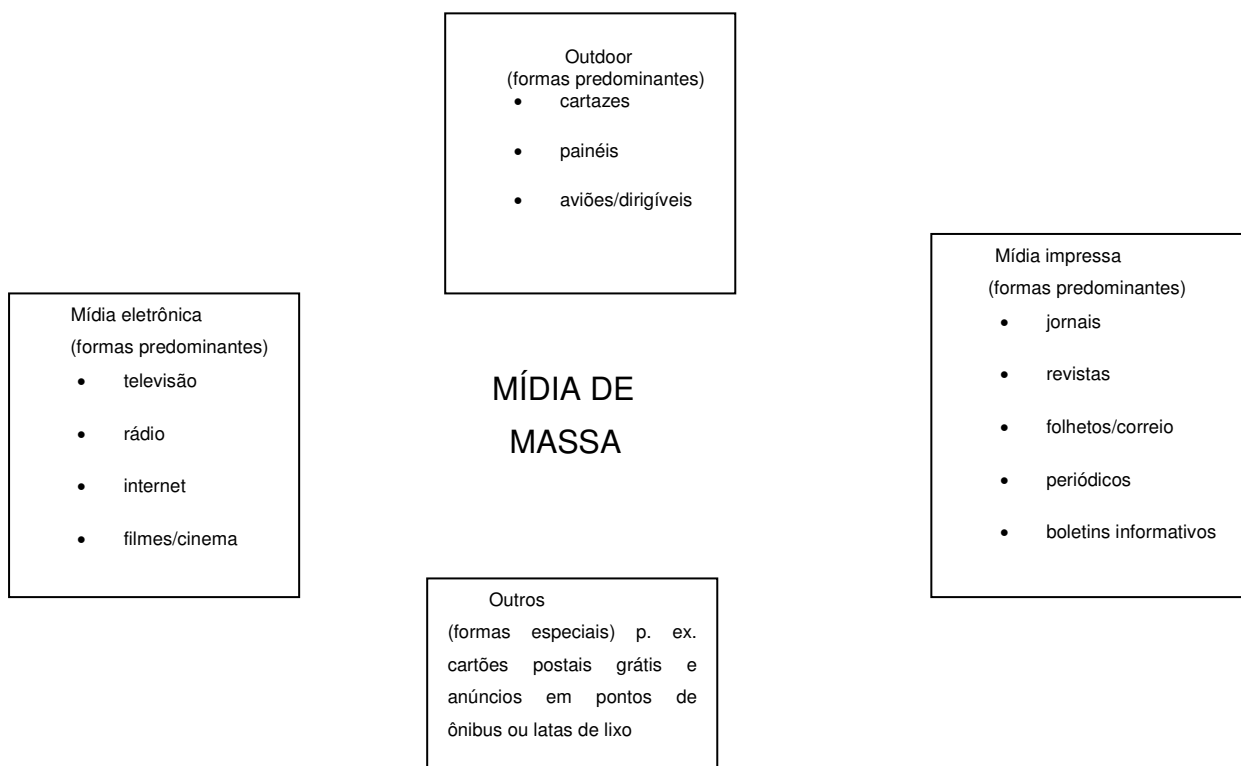 Outdoor
(formas predominantes)
• cartazes
• painéis
• aviões/dirigíveis
Mídia impressa
(formas predominantes)
• jornais
• revistas
• folhetos/correio
• periódicos
• boletins informativos
Mídia eletrônica
(formas predominantes)
• televisão
• rádio
• internet
• filmes/cinema
MÍDIA DE
MASSA
Outros
(formas especiais) p. ex.
cartões postais grátis e
anúncios em pontos de
ônibus ou latas de lixo